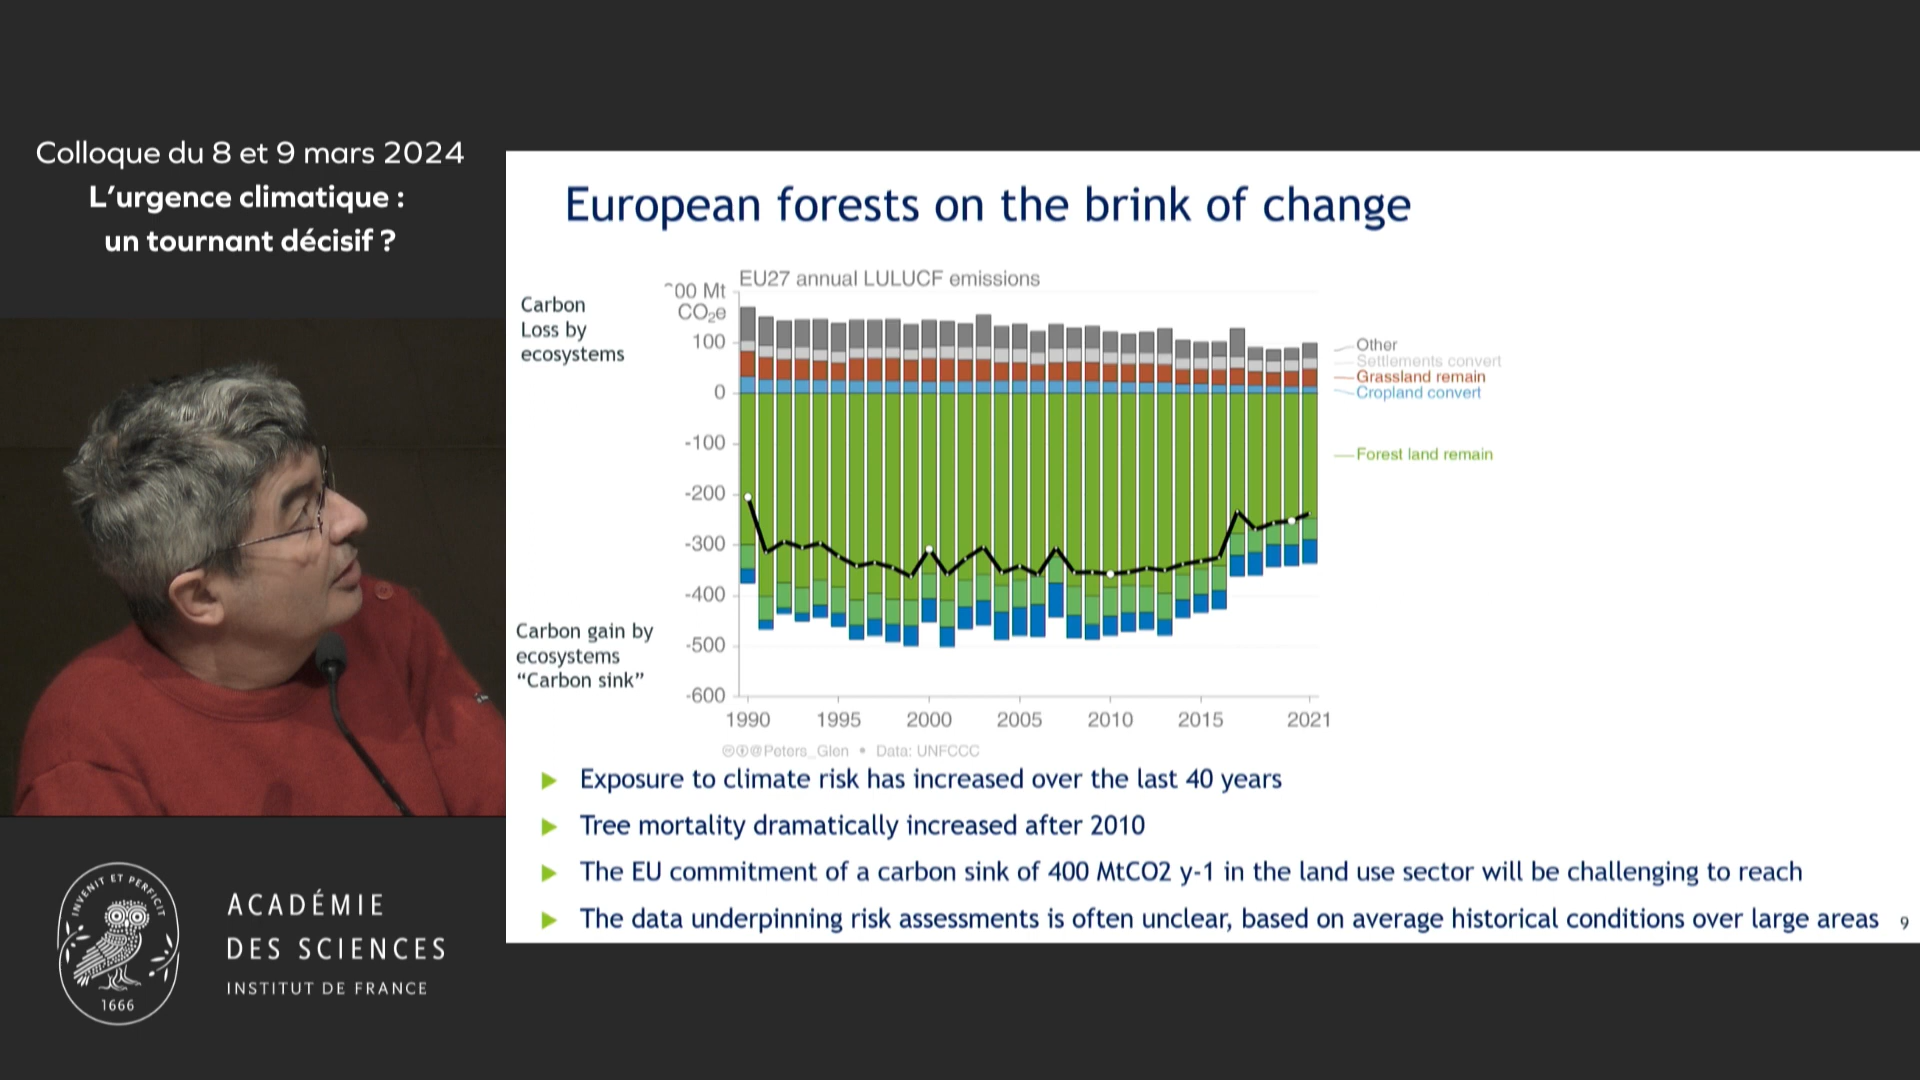 Colloque du 8 et 9 mars 2024
L'urgence climatique :
un tournant décisif ?
European forests on the brink of change
EU27 annual LULUCF emissions
Carbon
Loss by
ecosystems
00 Mt
CO₂e
100
0
-100
-200
-300
-400
-500
-600
Carbon gain by
ecosystems
“Carbon sink”
Other
Settlements convert
Grassland remain
Cropland convert
Forest land remain
1990
1995
2000
2005
2010
2015
2021
@Peters_Glen • Data: UNFCCC
Exposure to climate risk has increased over the last 40 years
Tree mortality dramatically increased after 2010
The EU commitment of a carbon sink of 400 MtCO2 y-1 in the land use sector will be challenging to reach
The data underpinning risk assessments is often unclear, based on average historical conditions over large areas
9
INVENIT ET PERFICIT
1666
ACADÉMIE
DES SCIENCES
INSTITUT DE FRANCE